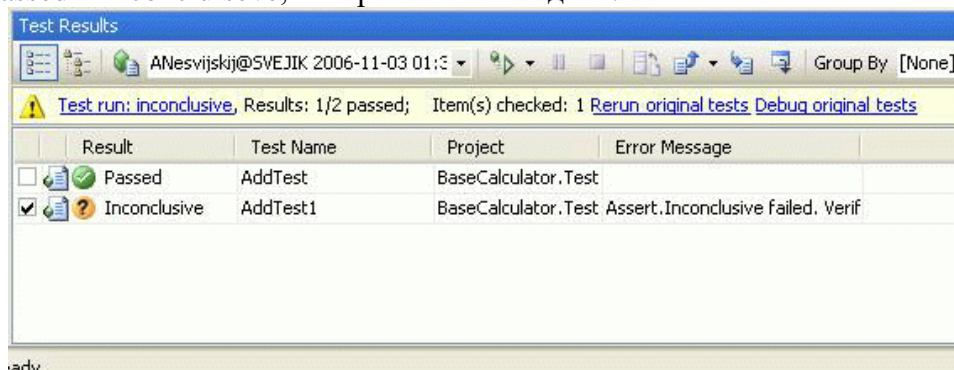 Test Results
ANesvijskij@SVEJIK 2006-11-03 01:3 Group By [None]
Test run: inconclusive, Results: 1/2 passed; Item(s) checked: 1 Rerun original tests Debug original tests
Result Test Name Project Error Message
Passed AddTest BaseCalculator.Test
Inconclusive AddTest1 BaseCalculator.Test Assert.Inconclusive failed. Verif